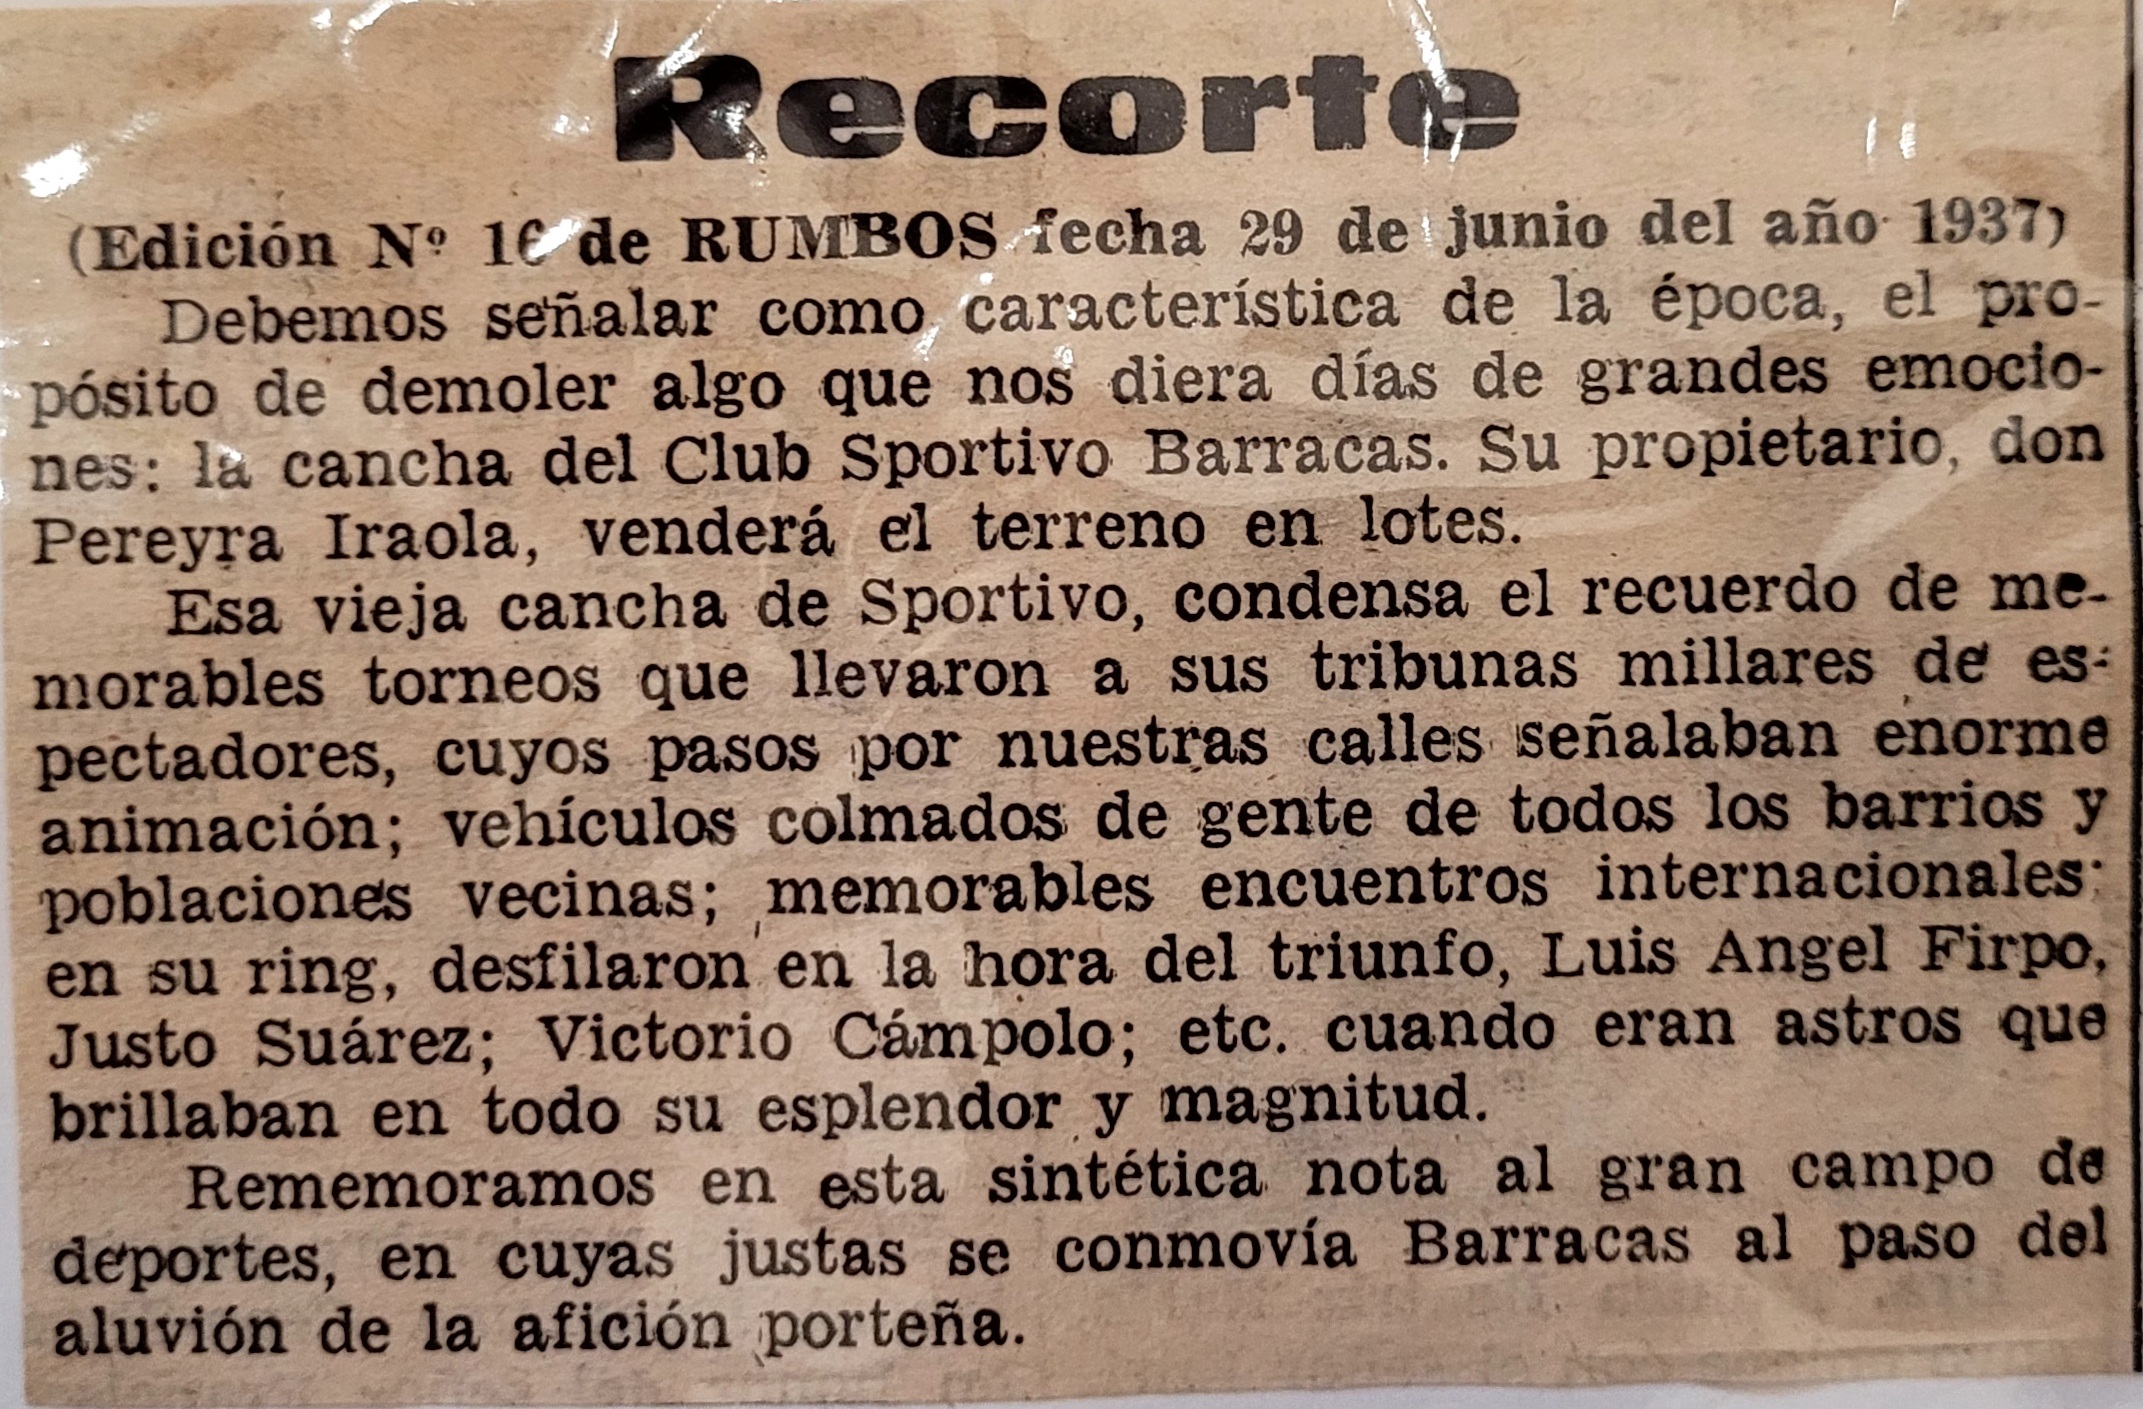 Recorte
(Edición Nº 16 de RUMBOS fecha 29 de junio del año 1937)
Debemos señalar como característica de la época, el pro-
pósito de demoler algo que nos diera días de grandes emocio-
nes: la cancha del Club Sportivo Barracas. Su propietario, don
Pereyra Iraola, venderá el terreno en lotes.
Esa vieja cancha de Sportivo, condensa el recuerdo de me-
morables torneos que llevaron a sus tribunas millares de es-
pectadores, cuyos pasos por nuestras calles señalaban enorme
animación; vehículos colmados de gente de todos los barrios y
poblaciones vecinas; memorables encuentros internacionales;
en su ring, desfilaron en la hora del triunfo, Luis Angel Firpo,
Justo Suárez; Victorio Cámpolo; etc. cuando eran astros que
brillaban en todo su esplendor y magnitud.
Rememoramos en esta sintética nota al gran campo de
deportes, en cuyas justas se conmovía Barracas al paso del
aluvión de la afición porteña.